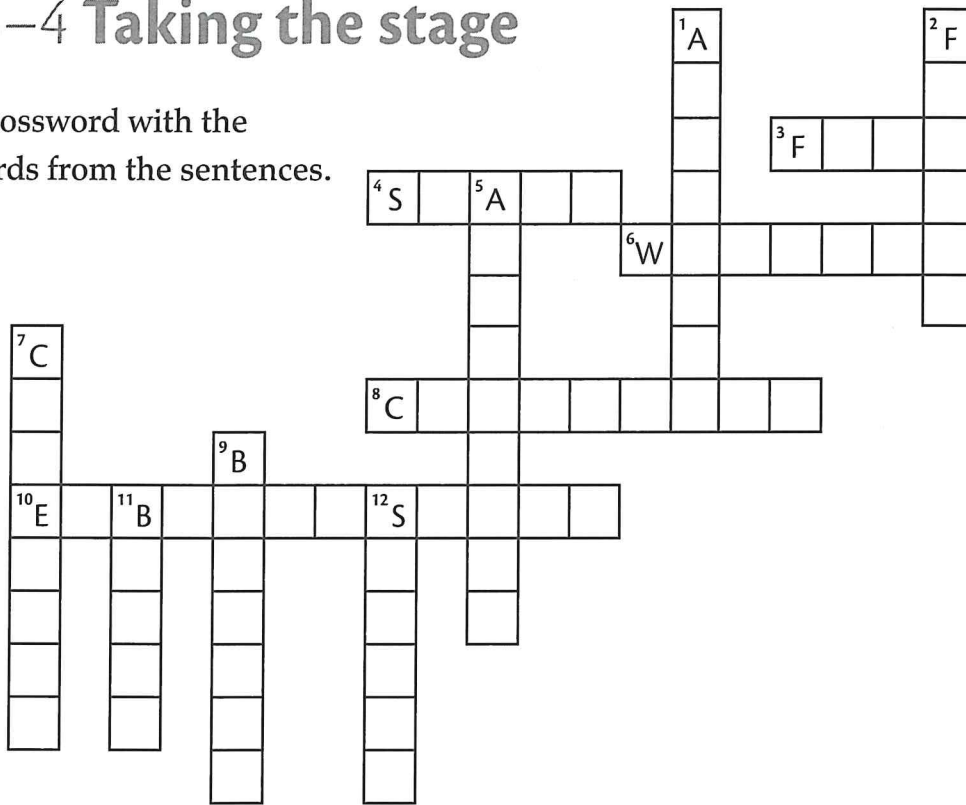 –4 Taking the stage
ossword with the
rds from the sentences.
1 A
2 F
3 F
4 S 5 A
6 W
7 C
8 C
9 B
10 E 11 B 12 S